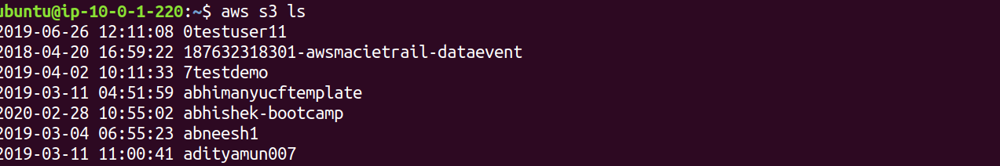 ubuntu@ip-10-0-1-220:~$ aws s3 ls
2019-06-26 12:11:08 0testuser11
2018-04-20 16:59:22 187632318301-awsmacietrail-dataevent
2019-04-02 10:11:33 7testdemo
2019-03-11 04:51:59 abhimanyucftemplate
2020-02-28 10:55:02 abhishek-bootcamp
2019-03-04 06:55:23 abneesh1
2019-03-11 11:00:41 adityamun007